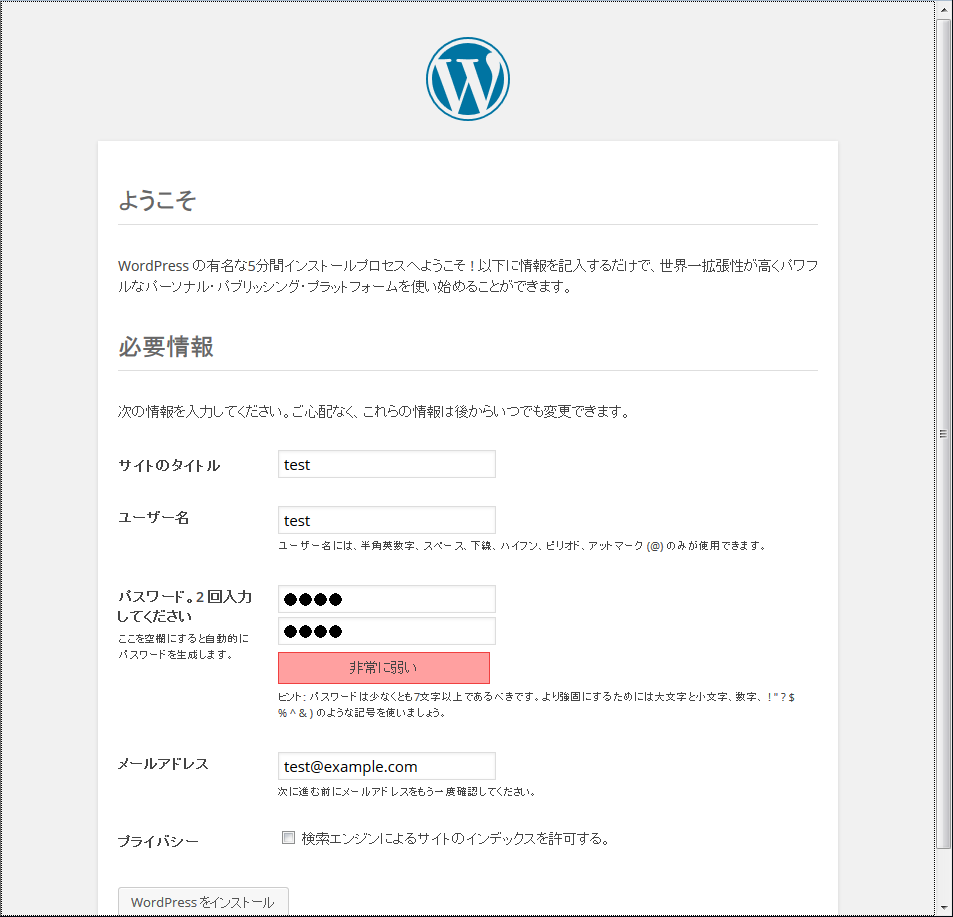 ようこそ
WordPress の有名な5分間インストールプロセスへようこそ！以下に情報を記入するだけで、世界一拡張性が高くパワフ
ルなパーソナル・パブリッシング・プラットフォームを使い始めることができます。
必要情報
次の情報を入力してください。ご心配なく、これらの情報は後からいつでも変更できます。
サイトのタイトル
test
ユーザー名
test
ユーザー名には、半角英数字、スペース、下線、ハイフン、ピリオド、アットマーク (@) のみが使用できます。
パスワード。2 回入力
してください
ここを空欄にすると自動的に
パスワードを生成します。
●●●●
●●●●
非常に弱い
ヒント: パスワードは少なくとも7文字以上であるべきです。より強固にするためには大文字と小文字、数字、! " ? $
% ^ & ) のような記号を使いましょう。
メールアドレス
test@example.com
次に進む前にメールアドレスをもう一度確認してください。
プライバシー
検索エンジンによるサイトのインデックスを許可する。
WordPress をインストール